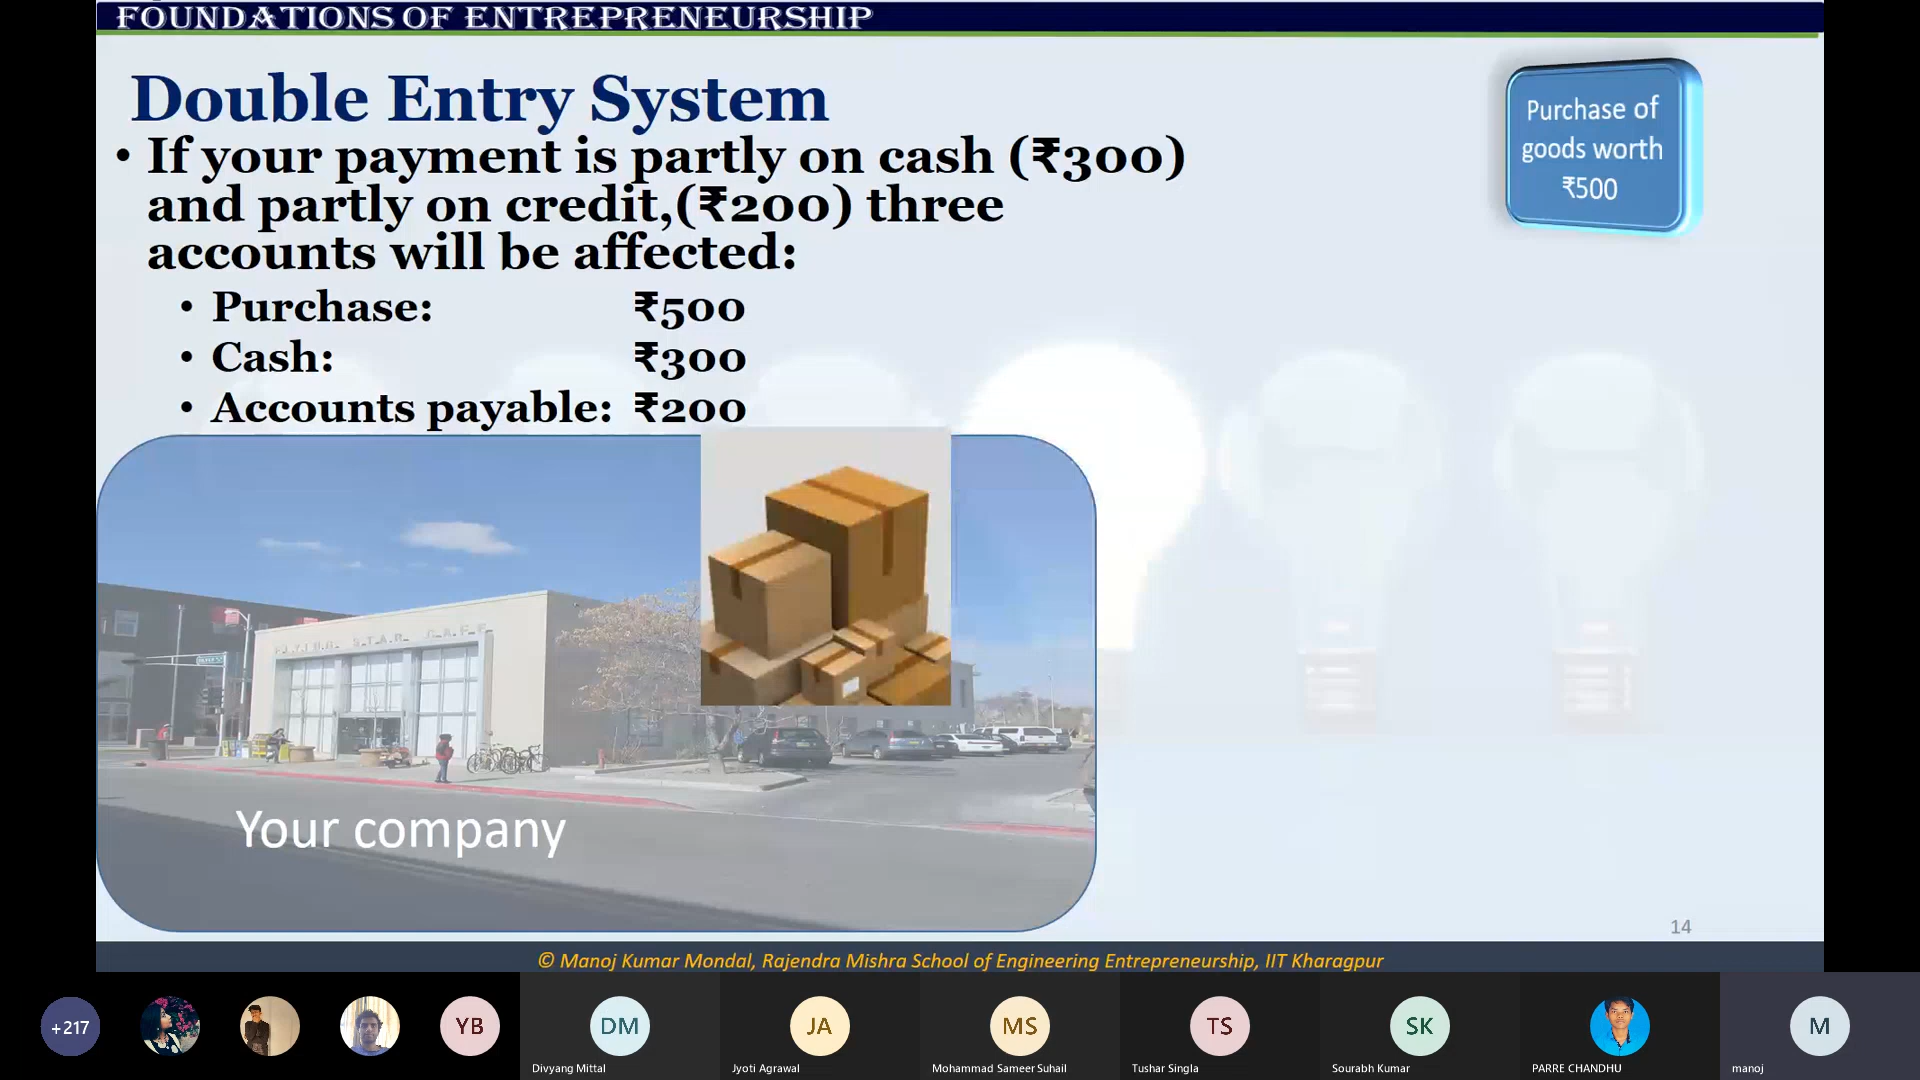 FOUNDATIONS OF ENTREPRENEURSHIP
Double Entry System
• If your payment is partly on cash (₹300)
and partly on credit,(₹200) three
accounts will be affected:
• Purchase: ₹500
• Cash: ₹300
• Accounts payable: ₹200
Purchase of
goods worth
₹500
Your company
14
© Manoj Kumar Mondal, Rajendra Mishra School of Engineering Entrepreneurship, IIT Kharagpur
+217
YB
DM
JA
MS
TS
SK
M
Divyang Mittal
Jyoti Agrawal
Mohammad Sameer Suhail
Tushar Singla
Sourabh Kumar
PARRE CHANDHU
manoj